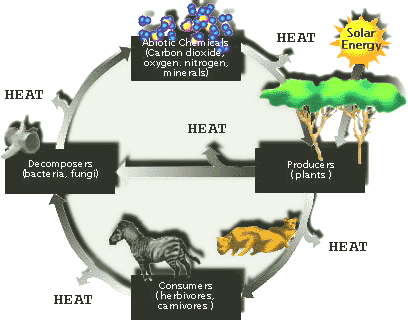 Solar
Energy
HEAT
Abiotic Chemicals
(Carbon dioxide,
oxygen. nitrogen,
minerals)
HEAT
HEAT
Decomposers
(bacteria, fungi)
Producers
(plants)
HEAT
HEAT
Consumers
(herbivores,
carnivores)